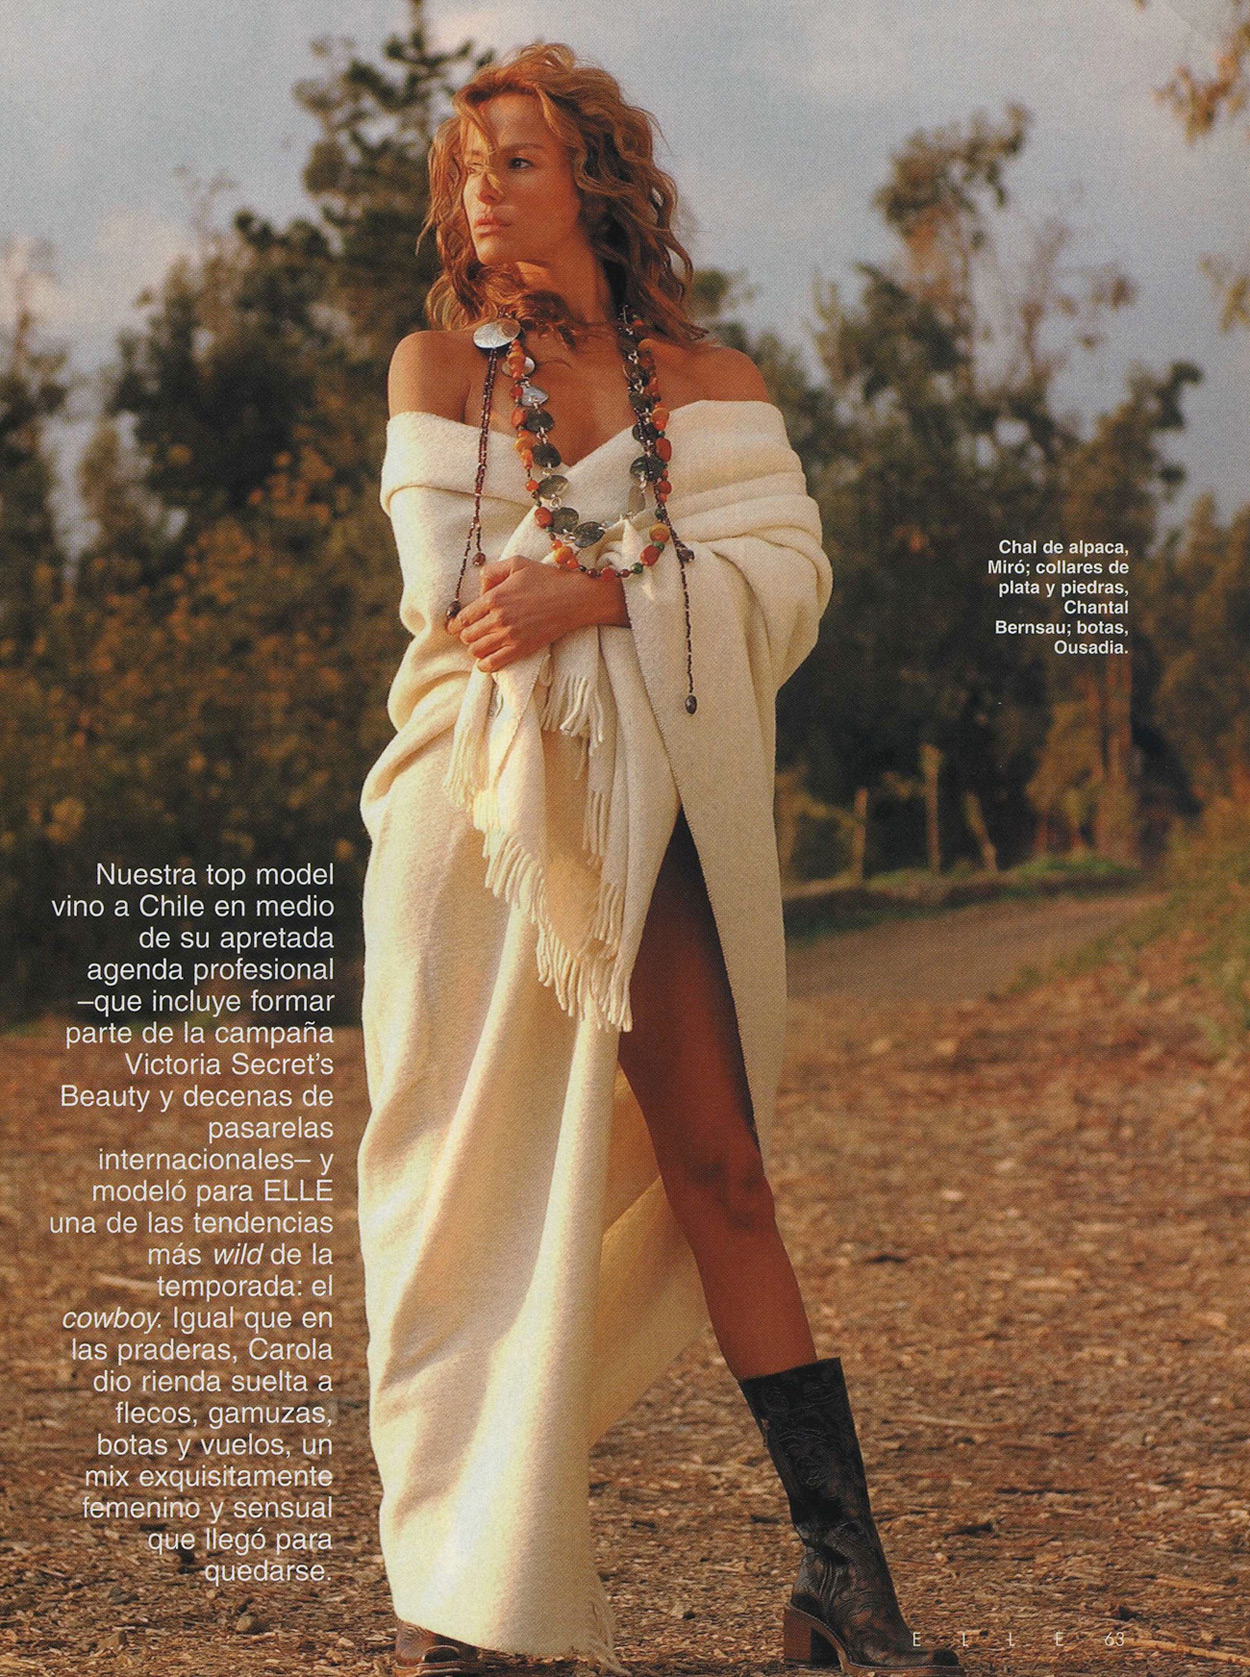 Chal de alpaca,
Miró; collares de
plata y piedras,
Chantal
Bernsau; botas,
Ousadia.
Nuestra top model
vino a Chile en medio
de su apretada
agenda profesional
–que incluye formar
parte de la campaña
Victoria Secret’s
Beauty y decenas de
pasarelas
internacionales– y
modeló para ELLE
una de las tendencias
más wild de la
temporada: el
cowboy. Igual que en
las praderas, Carola
dio rienda suelta a
flecos, gamuzas,
botas y vuelos, un
mix exquisitamente
femenino y sensual
que llegó para
quedarse.
ELLE 63